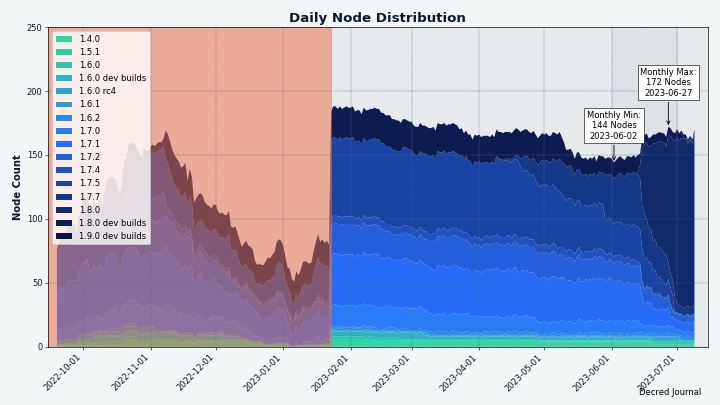 Daily Node Distribution
Node Count
250
200
150
100
50
0
1.4.0
1.5.1
1.6.0
1.6.0 dev builds
1.6.0 rc4
1.6.1
1.6.2
1.7.0
1.7.1
1.7.2
1.7.4
1.7.5
1.7.7
1.8.0
1.8.0 dev builds
1.9.0 dev builds
Monthly Max:
172 Nodes
2023-06-27
Monthly Min:
144 Nodes
2023-06-02
2022-10-01
2022-11-01
2022-12-01
2023-01-01
2023-02-01
2023-03-01
2023-04-01
2023-05-01
2023-06-01
2023-07-01
Decred Journal